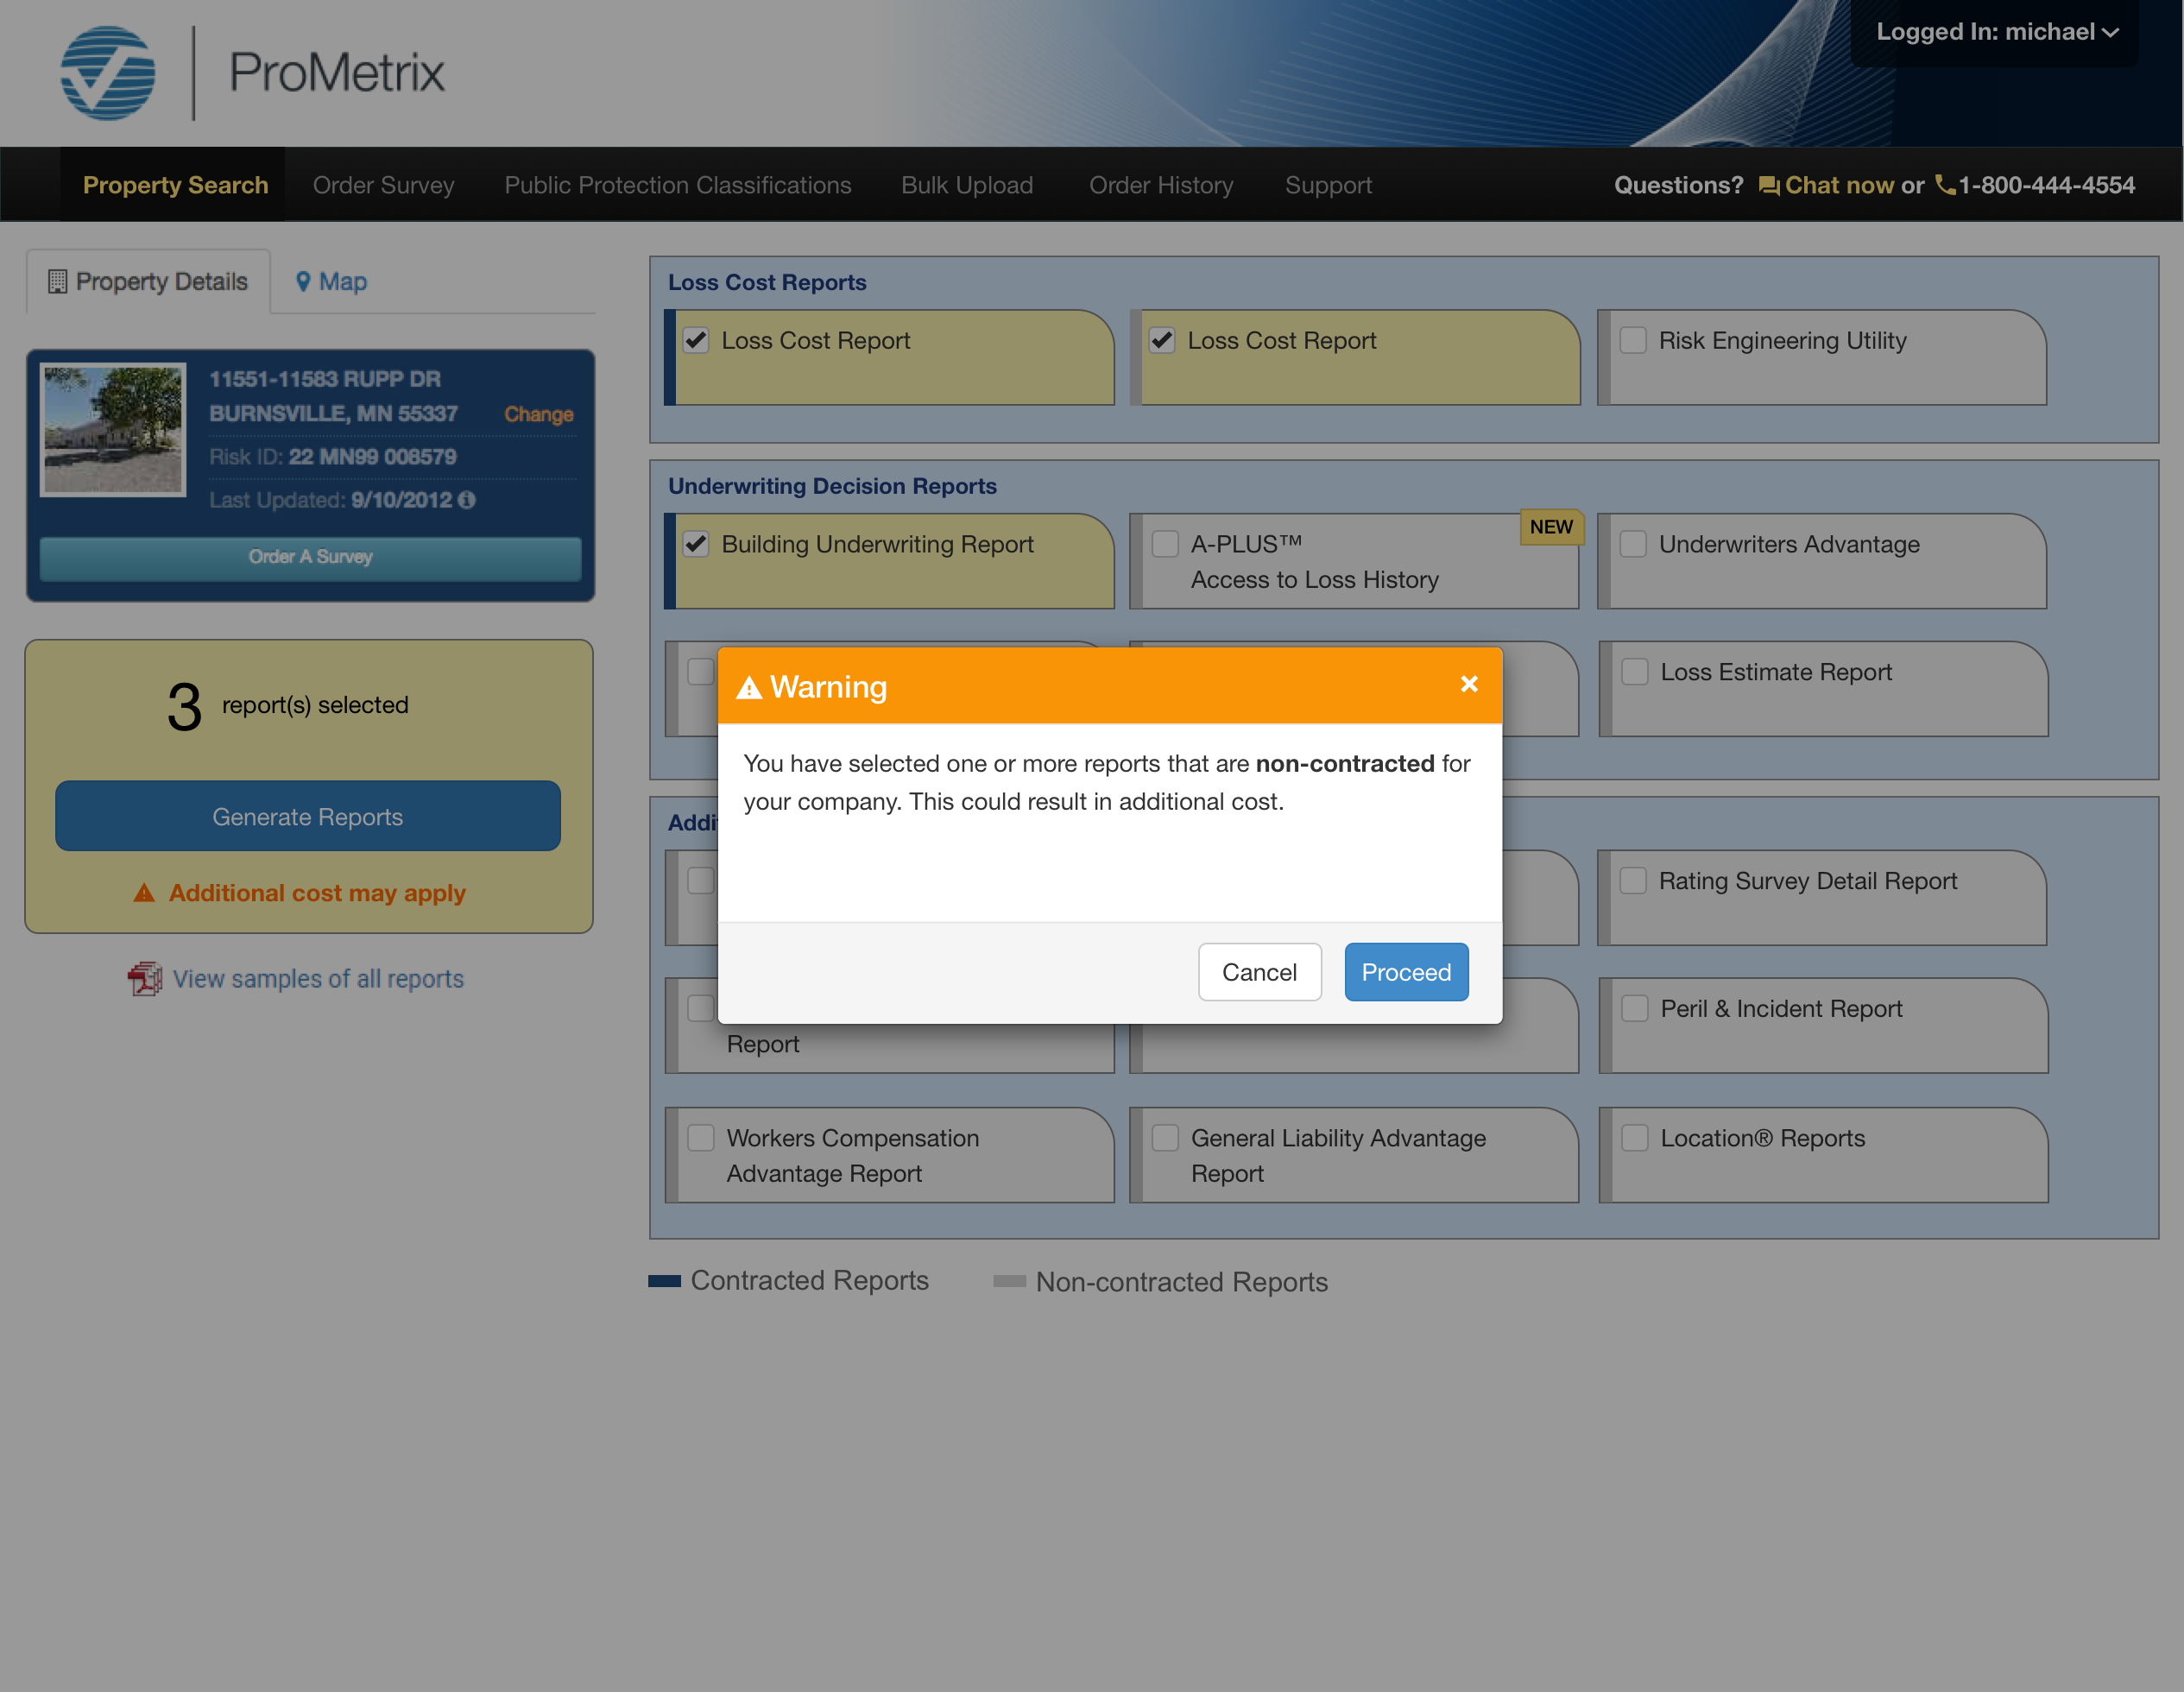 ProMetrix
Logged In: michael
Property Search
Order Survey
Public Protection Classifications
Bulk Upload
Order History
Support
Questions? Chat now or 1-800-444-4554
Property Details
Map
11551-11583 RUPP DR
BURNSVILLE, MN 55337
Change
Risk ID: 22 MN99 008579
Last Updated: 9/10/2012
Order A Survey
3 report(s) selected
Generate Reports
Additional cost may apply
View samples of all reports
Loss Cost Reports
Loss Cost Report
Loss Cost Report
Risk Engineering Utility
Underwriting Decision Reports
Building Underwriting Report
A-PLUS™
Access to Loss History
NEW
Underwriters Advantage
Loss Estimate Report
Warning
You have selected one or more reports that are non-contracted for
your company. This could result in additional cost.
Cancel
Proceed
Rating Survey Detail Report
Report
Peril & Incident Report
Workers Compensation
Advantage Report
General Liability Advantage
Report
Location® Reports
Contracted Reports
Non-contracted Reports